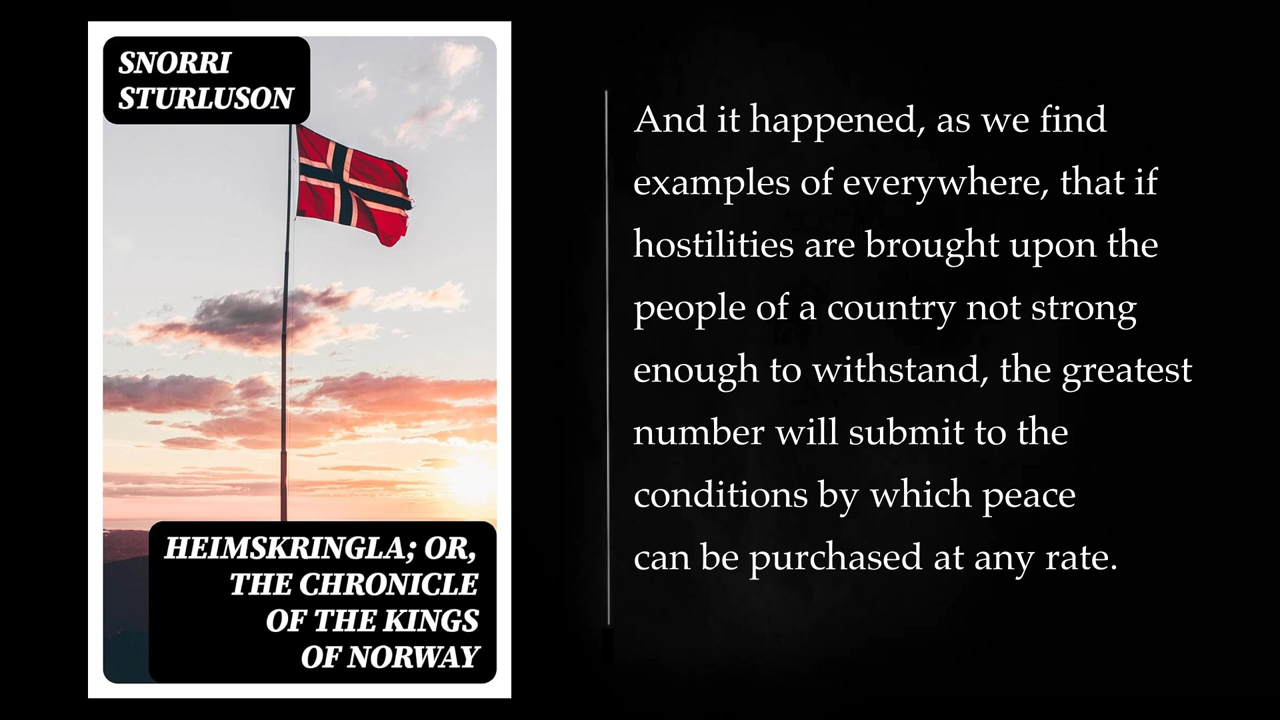 SNORRI
STURLUSON
HEIMSKRINGLA; OR,
THE CHRONICLE
OF THE KINGS
OF NORWAY
And it happened, as we find
examples of everywhere, that if
hostilities are brought upon the
people of a country not strong
enough to withstand, the greatest
number will submit to the
conditions by which peace
can be purchased at any rate.